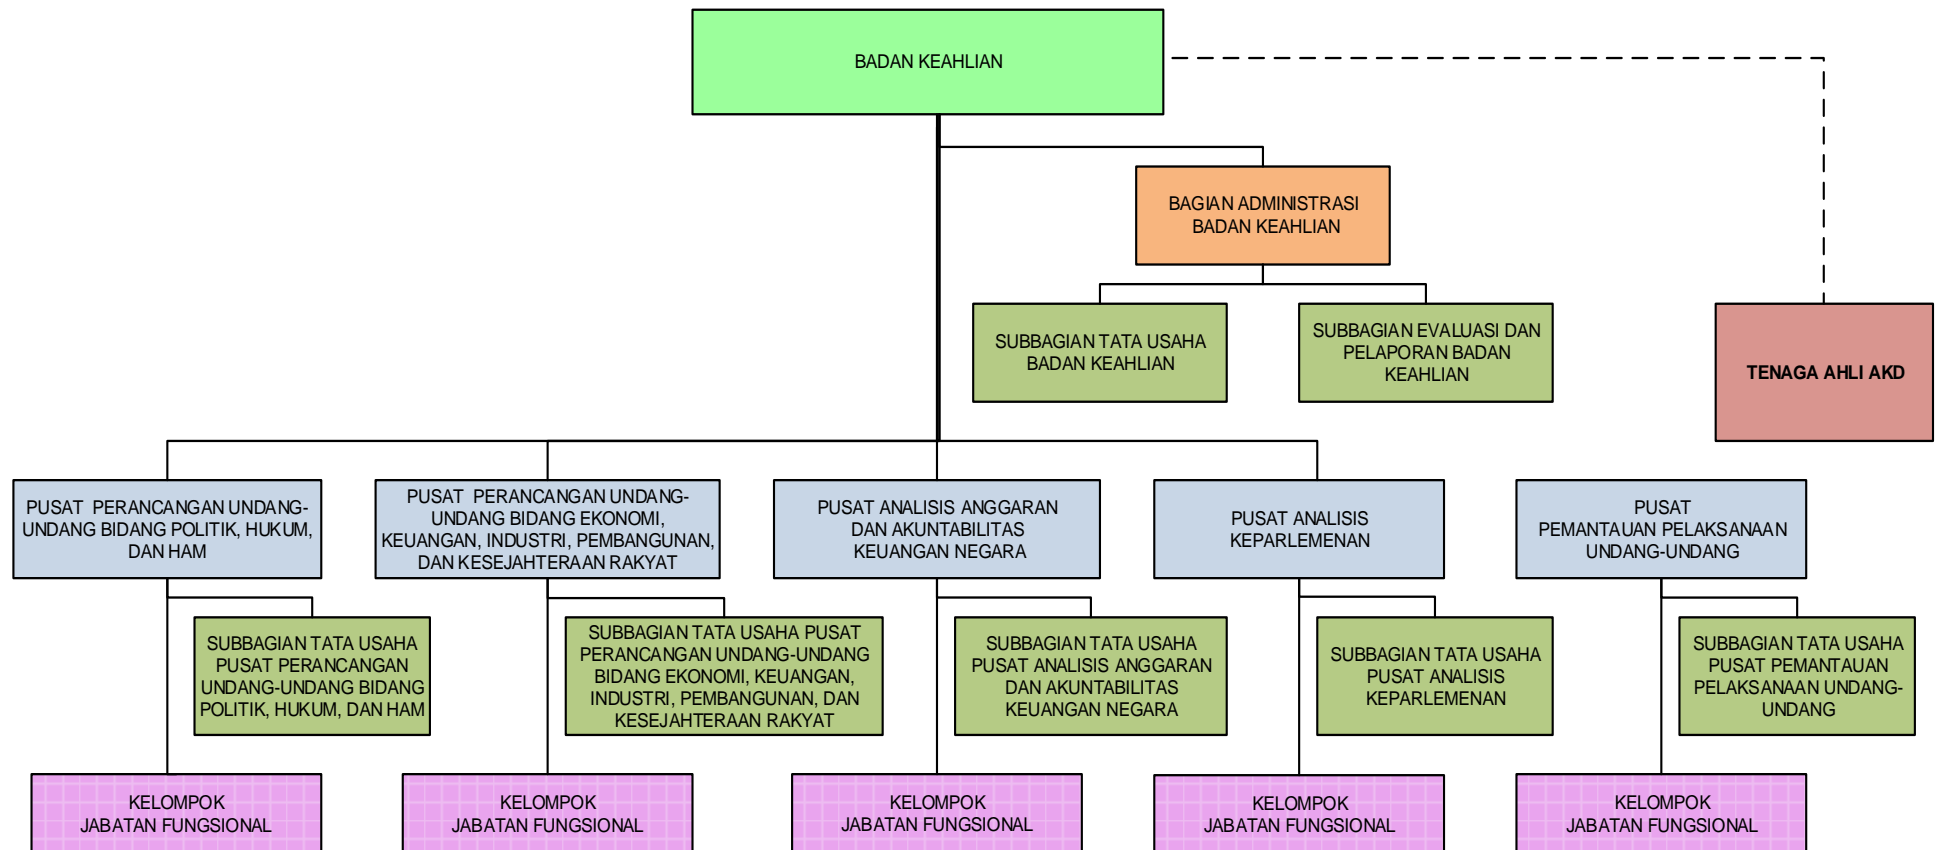 BADAN KEAHLIAN
BAGIAN ADMINISTRASI
BADAN KEAHLIAN
SUBBAGIAN TATA USAHA
BADAN KEAHLIAN
SUBBAGIAN EVALUASI DAN
PELAPORAN BADAN
KEAHLIAN
TENAGA AHLI AKD
PUSAT PERANCANGAN UNDANG-
UNDANG BIDANG POLITIK, HUKUM,
DAN HAM
PUSAT PERANCANGAN UNDANG-
UNDANG BIDANG EKONOMI,
KEUANGAN, INDUSTRI, PEMBANGUNAN,
DAN KESEJAHTERAAN RAKYAT
PUSAT ANALISIS ANGGARAN
DAN AKUNTABILITAS
KEUANGAN NEGARA
PUSAT ANALISIS
KEPARLEMENAN
PUSAT
PEMANTAUAN PELAKSANAAN
UNDANG-UNDANG
SUBBAGIAN TATA USAHA
PUSAT PERANCANGAN
UNDANG-UNDANG BIDANG
POLITIK, HUKUM, DAN HAM
SUBBAGIAN TATA USAHA PUSAT
PERANCANGAN UNDANG-UNDANG
BIDANG EKONOMI, KEUANGAN,
INDUSTRI, PEMBANGUNAN, DAN
KESEJAHTERAAN RAKYAT
SUBBAGIAN TATA USAHA
PUSAT ANALISIS ANGGARAN
DAN AKUNTABILITAS
KEUANGAN NEGARA
SUBBAGIAN TATA USAHA
PUSAT ANALISIS
KEPARLEMENAN
SUBBAGIAN TATA USAHA
PUSAT PEMANTAUAN
PELAKSANAAN UNDANG-
UNDANG
KELOMPOK
JABATAN FUNGSIONAL
KELOMPOK
JABATAN FUNGSIONAL
KELOMPOK
JABATAN FUNGSIONAL
KELOMPOK
JABATAN FUNGSIONAL
KELOMPOK
JABATAN FUNGSIONAL